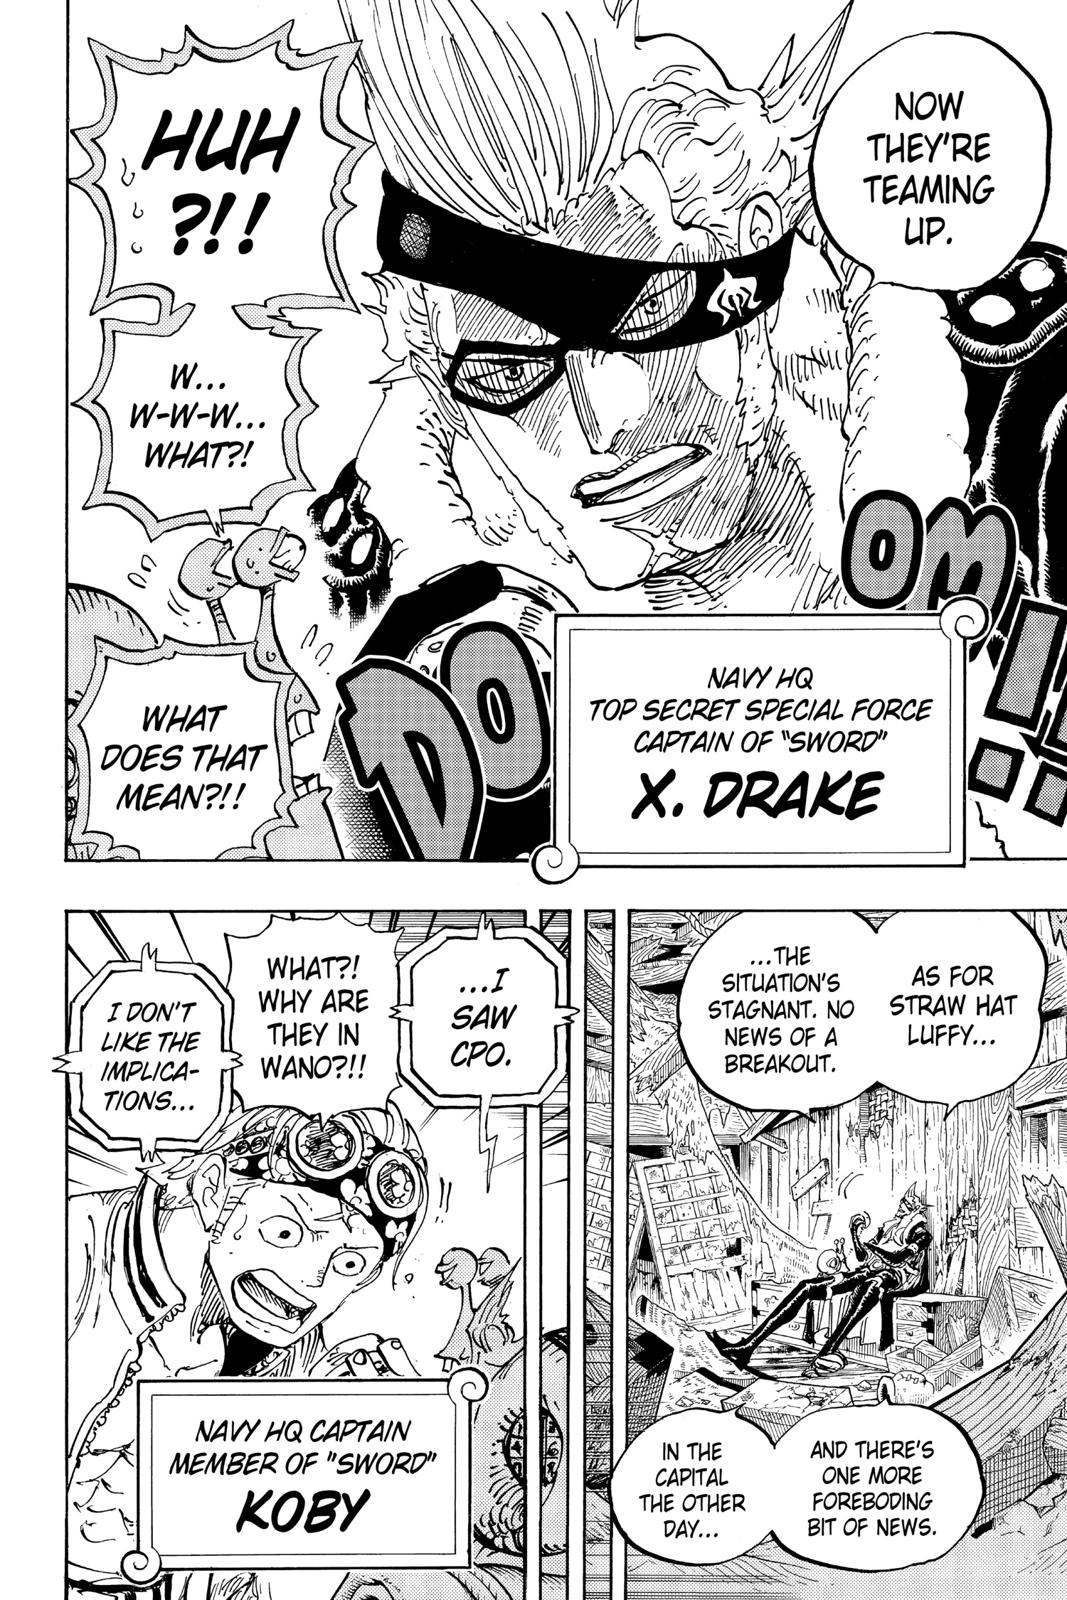 NOW
THEY'RE
TEAMING
UP.
HUH
?!!
W...
W-W-W...
WHAT?!
WHAT
DOES THAT
MEAN?!!
DOOM!!
NAVY HQ
TOP SECRET SPECIAL FORCE
CAPTAIN OF "SWORD"
X. DRAKE
AS FOR
STRAW HAT
LUFFY...
...THE
SITUATION'S
STAGNANT. NO
NEWS OF A
BREAKOUT.
AND THERE'S
ONE MORE
FOREBODING
BIT OF NEWS.
IN THE
CAPITAL
THE OTHER
DAY...
...I
SAW
CPO.
WHAT?!
WHY ARE
THEY IN
WANO?!!
I DON'T
LIKE THE
IMPLICA-
TIONS...
NAVY HQ CAPTAIN
MEMBER OF "SWORD"
KOBY